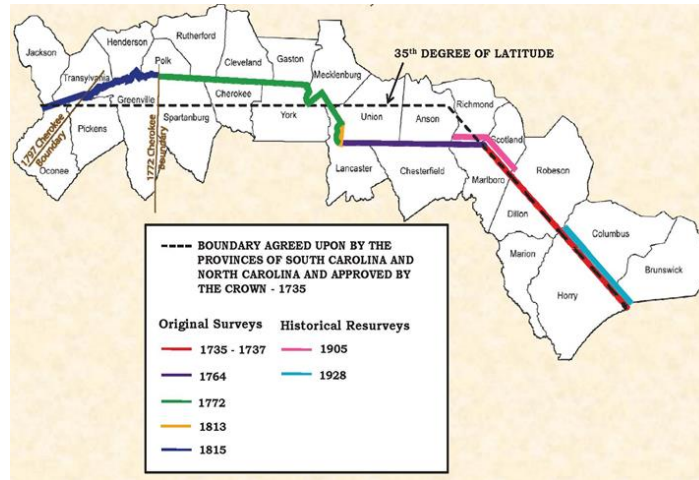 35th DEGREE OF LATITUDE
Jackson
Henderson
Rutherford
Polk
Cleveland
Gaston
Mecklenburg
Transylvania
Greenville
Cherokee
Spartanburg
York
Union
Anson
Richmond
Scotland
Pickens
Oconee
1797 Cherokee
Boundary
1772 Cherokee
Boundary
Lancaster
Chesterfield
Marlboro
Robeson
Dillon
Marion
Columbus
Brunswick
Horry
BOUNDARY AGREED UPON BY THE
PROVINCES OF SOUTH CAROLINA AND
NORTH CAROLINA AND APPROVED BY
THE CROWN - 1735
Original Surveys
1735 - 1737
1764
1772
1813
1815
Historical Resurveys
1905
1928